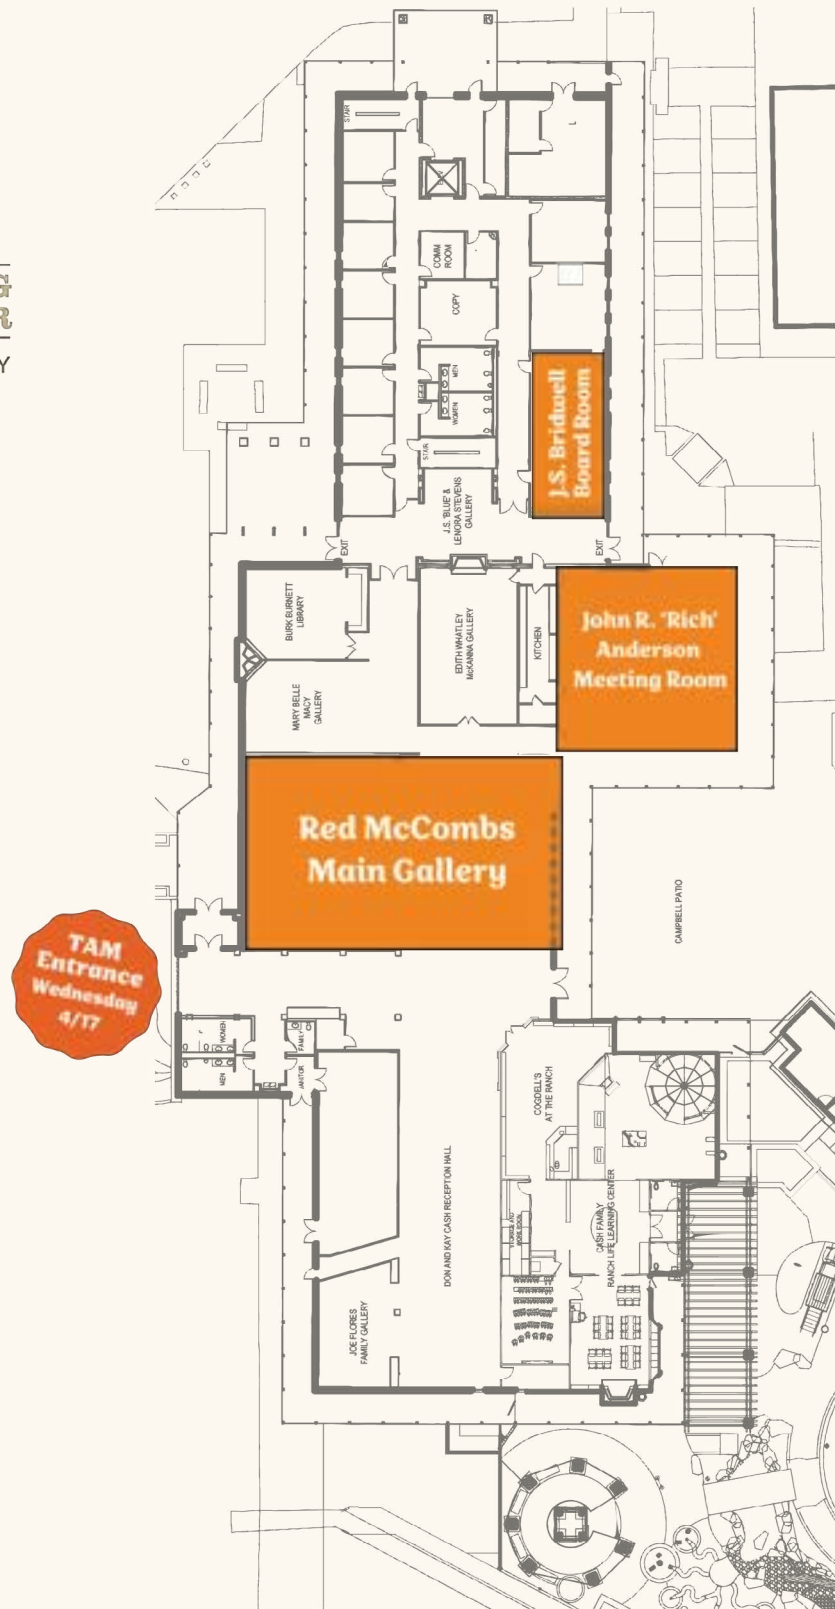 STAIR
ELEV
L
COMM
ROOM
COPY
MEN
WOMEN
STAIR
J.S. Bridwell
Board Room
J.S. 'BLUE' &
LENORA STEVENS
GALLERY
EXIT
EXIT
BURK BURNETT
LIBRARY
EDITH WHATLEY
McKANNA GALLERY
KITCHEN
John R. 'Rich'
Anderson
Meeting Room
MARY BELLE
MACY
GALLERY
Red McCombs
Main Gallery
CAMPBELL PATIO
TAM
Entrance
Wednesday
4/17
WOMEN
MEN
FAMILY
JANITOR
COGDELL'S
AT THE RANCH
DON AND KAY CASH RECEPTION HALL
CASH FAMILY
RANCH LIFE LEARNING CENTER
JOE FLORES
FAMILY GALLERY